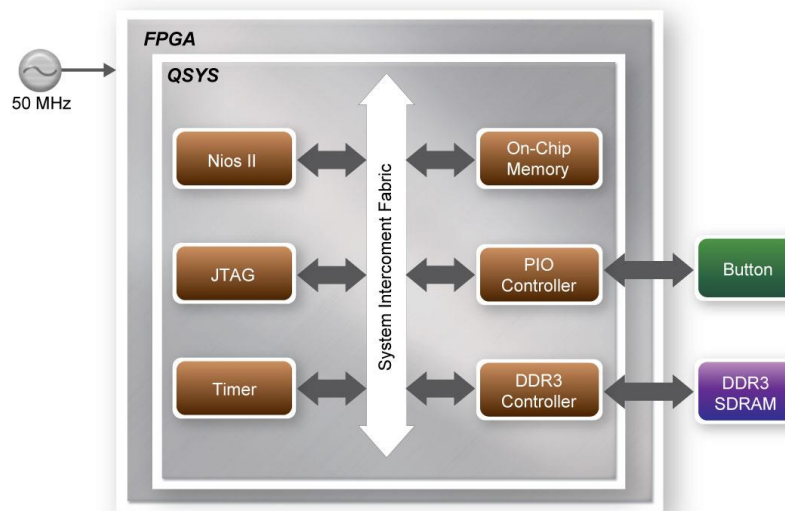 FPGA
QSYS
50 MHz
Nios II
On-Chip
Memory
System Intercoment Fabric
JTAG
PIO
Controller
Button
Timer
DDR3
Controller
DDR3
SDRAM